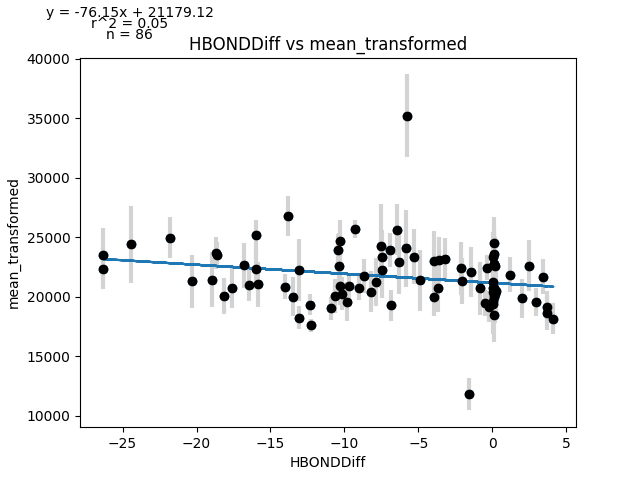 y = -76.15x + 21179.12
r^2 = 0.05
n = 86
HBONDDiff vs mean_transformed
40000
35000
30000
25000
20000
15000
10000
mean_transformed
−25
−20
−15
−10
−5
0
5
HBONDDiff